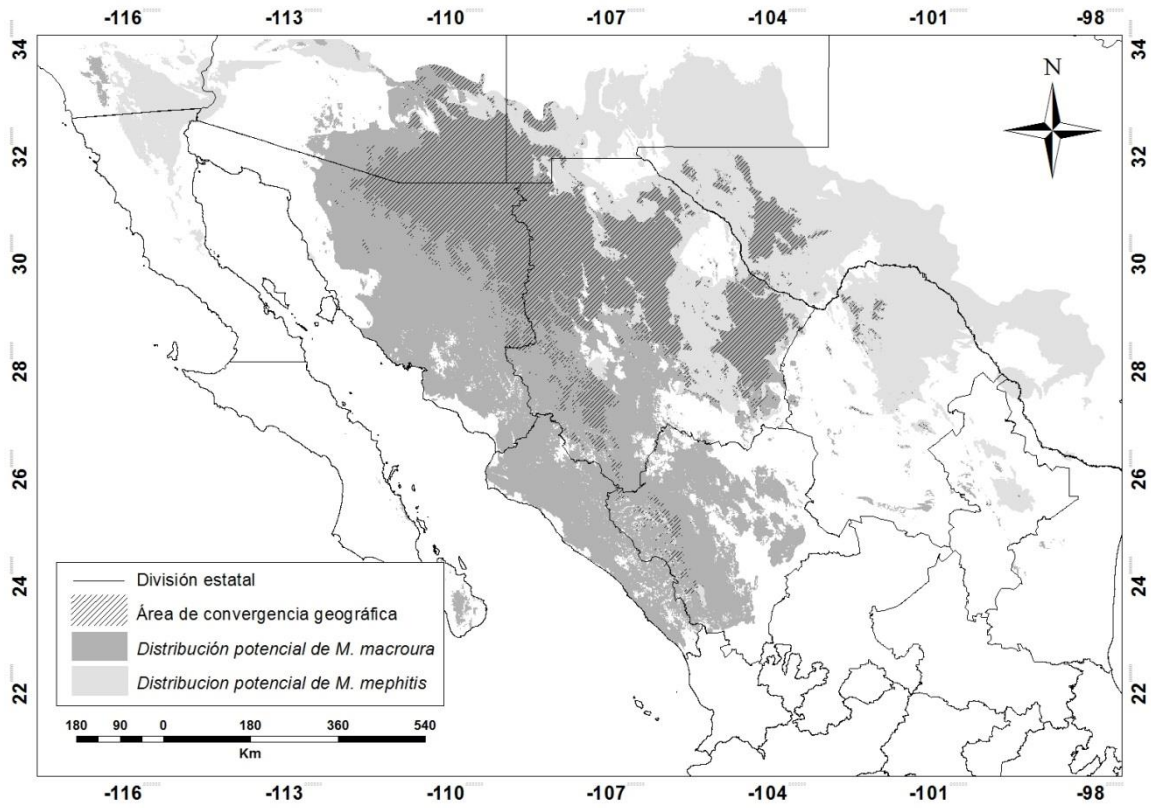 -116 -113 -110 -107 -104 -101 -98
34 34
N
32 32
30 30
28 28
26 26
24 24
22 22
División estatal
Área de convergencia geográfica
Distribución potencial de M. macroura
Distribucion potencial de M. mephitis
180 90 0 180 360 540
Km
-116 -113 -110 -107 -104 -101 -98